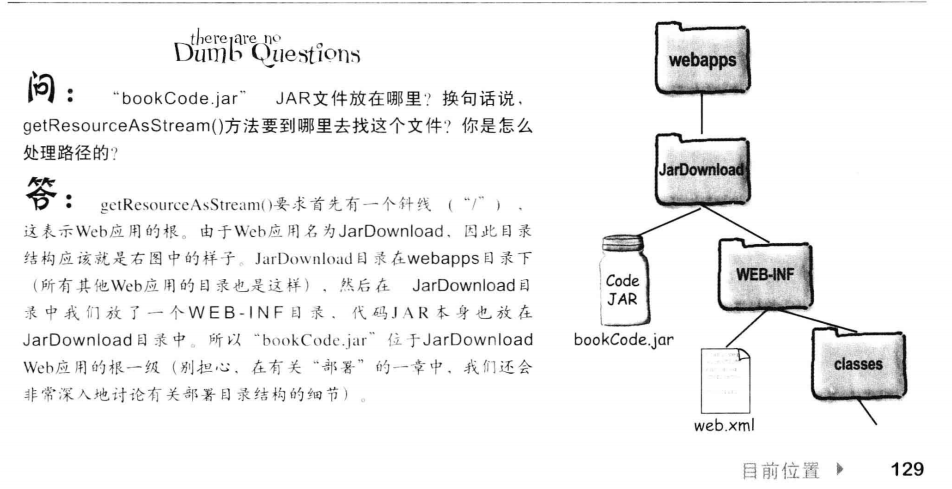 there are no
Dumb Questions
问： “bookCode.jar” JAR文件放在哪里？换句话说，
getResourceAsStream()方法要到哪里去找这个文件？你是怎么
处理路径的？
答： getResourceAsStream()要求首先有一个斜线（“/”），
这表示Web应用的根。由于Web应用名为JarDownload，因此目录
结构应该就是右图中的样子。JarDownload目录在webapps目录下
（所有其他Web应用的目录也是这样），然后在 JarDownload目
录中我们放了一个WEB-INF目录，代码JAR本身也放在
JarDownload目录中。所以“bookCode.jar”位于JarDownload
Web应用的根一级（别担心，在有关“部署”的一章中，我们还会
非常深入地讨论有关部署目录结构的细节）。
webapps
JarDownload
Code
JAR
bookCode.jar
WEB-INF
web.xml
classes
目前位置 129